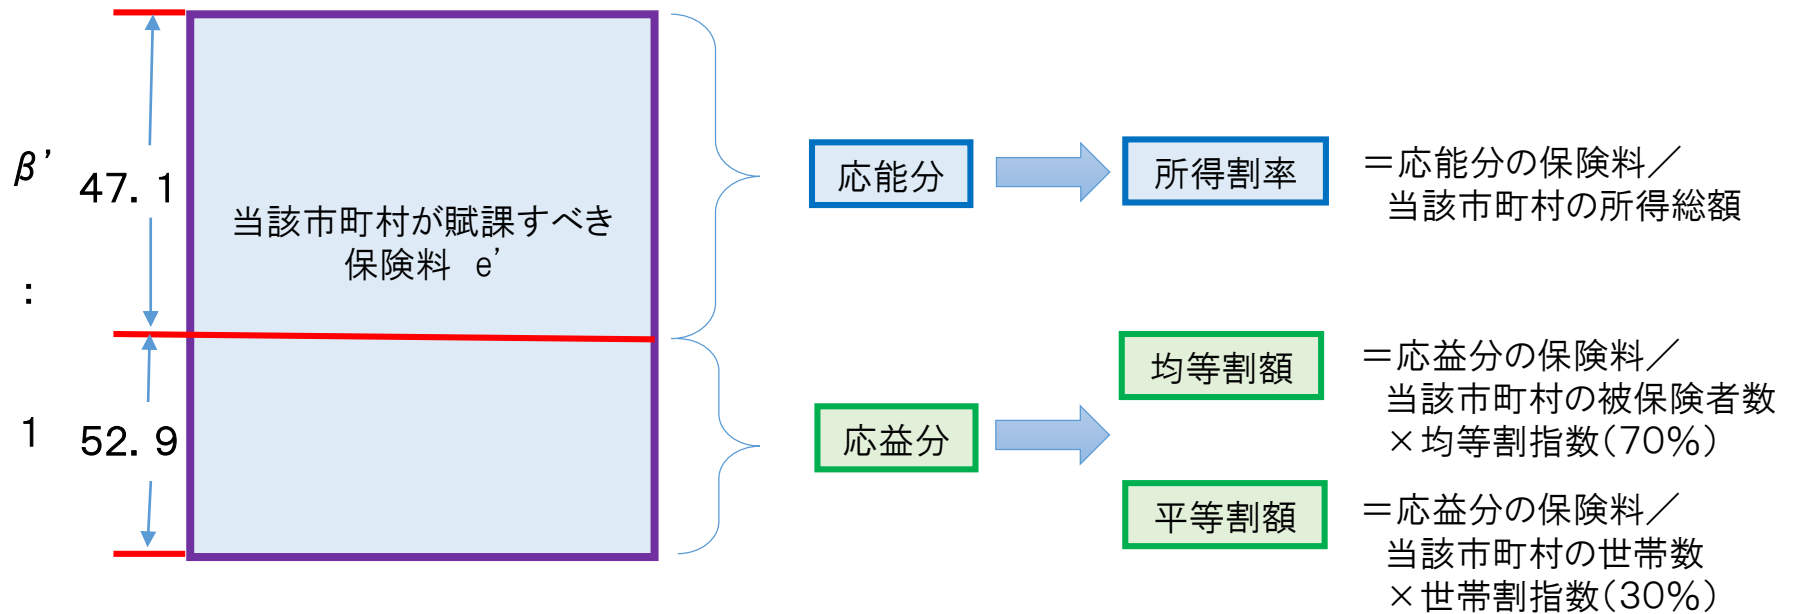 β'
47.1
:
1
52.9
当該市町村が賦課すべき
保険料 e'
応能分
所得割率
=応能分の保険料/
当該市町村の所得総額
応益分
均等割額
=応益分の保険料/
当該市町村の被保険者数
×均等割指数(70%)
平等割額
=応益分の保険料/
当該市町村の世帯数
×世帯割指数(30%)